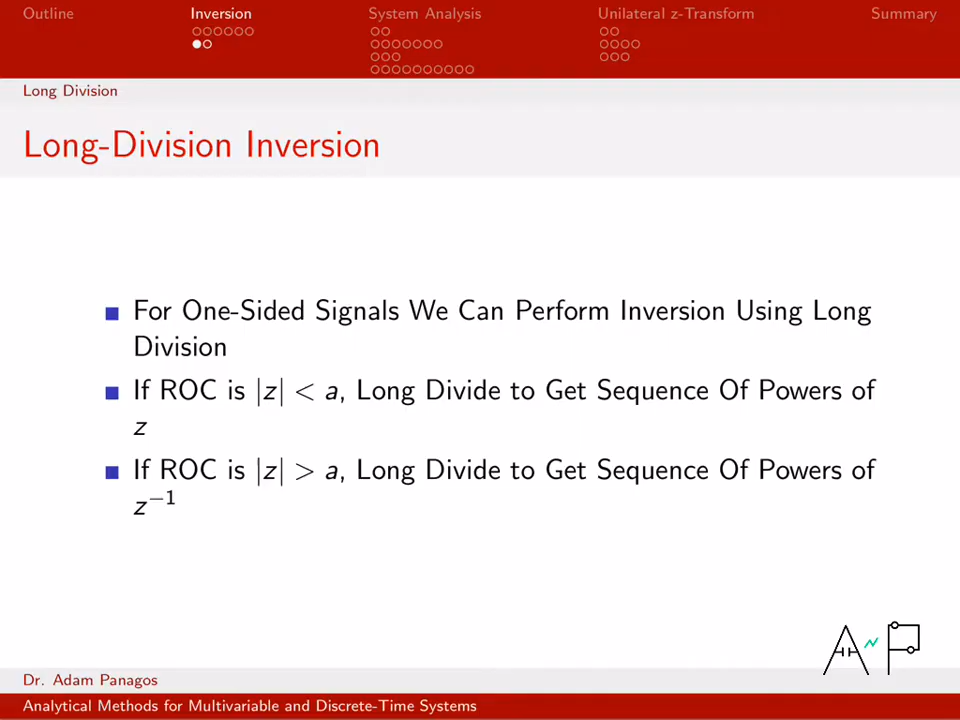 Outline Inversion System Analysis Unilateral z-Transform Summary
Long Division
Long-Division Inversion
For One-Sided Signals We Can Perform Inversion Using Long
Division
If ROC is |z| < a, Long Divide to Get Sequence Of Powers of
z
If ROC is |z| > a, Long Divide to Get Sequence Of Powers of
z⁻¹
AP
Dr. Adam Panagos
Analytical Methods for Multivariable and Discrete-Time Systems